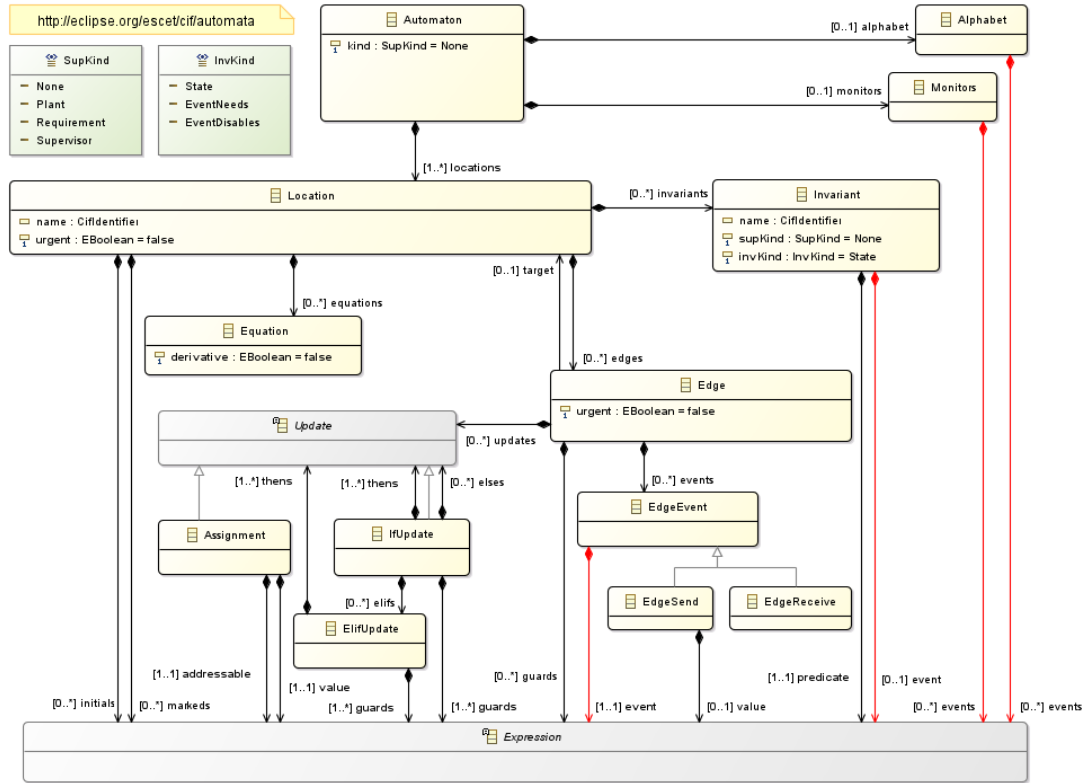 http://eclipse.org/escet/cif/automata
Automaton
kind : SupKind = None
[0..1] alphabet
Alphabet
SupKind
None
Plant
Requirement
Supervisor
InvKind
State
EventNeeds
EventDisables
[0..1] monitors
Monitors
[1..*] locations
Location
name : CifIdentifier
urgent : EBoolean = false
[0..*] invariants
Invariant
name : CifIdentifier
supKind : SupKind = None
invKind : InvKind = State
[0..1] target
[0..*] equations
Equation
derivative : EBoolean = false
[0..*] edges
Edge
urgent : EBoolean = false
Update
[0..*] updates
[1..*] thens
[1..*] thens
[0..*] elses
[0..*] events
EdgeEvent
Assignment
IfUpdate
[0..*] elifs
ElifUpdate
EdgeSend
EdgeReceive
[1..1] addressable
[1..1] value
[0..*] guards
[1..1] predicate
[0..1] event
[0..*] initials
[0..*] markeds
[1..*] guards
[1..*] guards
[1..1] event
[0..1] value
[0..*] events
[0..*] events
Expression